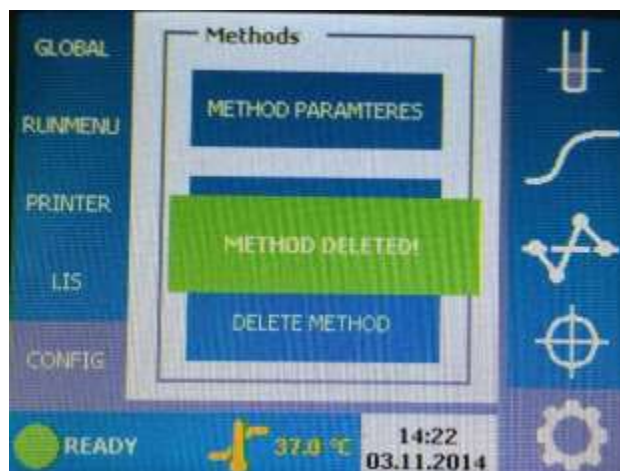 GLOBAL
RUNMENU
PRINTER
LIS
CONFIG
Methods
METHOD PARAMTERES
METHOD DELETED!
DELETE METHOD
READY
37.0 °C
14:22
03.11.2014